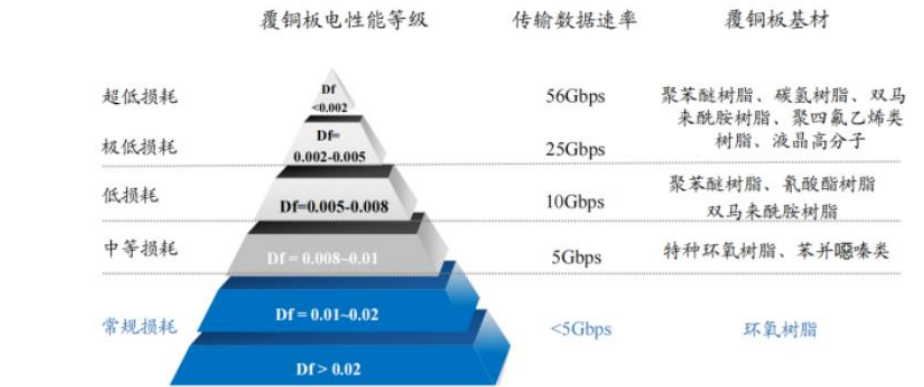 覆铜板电性能等级 传输数据速率 覆铜板基材
超低损耗 Df <0.002 56Gbps 聚苯醚树脂、碳氢树脂、双马
来酰胺树脂、聚四氟乙烯类
极低损耗 Df= 0.002-0.005 25Gbps 树脂、液晶高分子
低损耗 Df=0.005-0.008 10Gbps 聚苯醚树脂、氰酸酯树脂
双马来酰胺树脂
中等损耗 Df = 0.008~0.01 5Gbps 特种环氧树脂、苯并噁嗪类
Df = 0.01~0.02
常规损耗 <5Gbps 环氧树脂
Df > 0.02